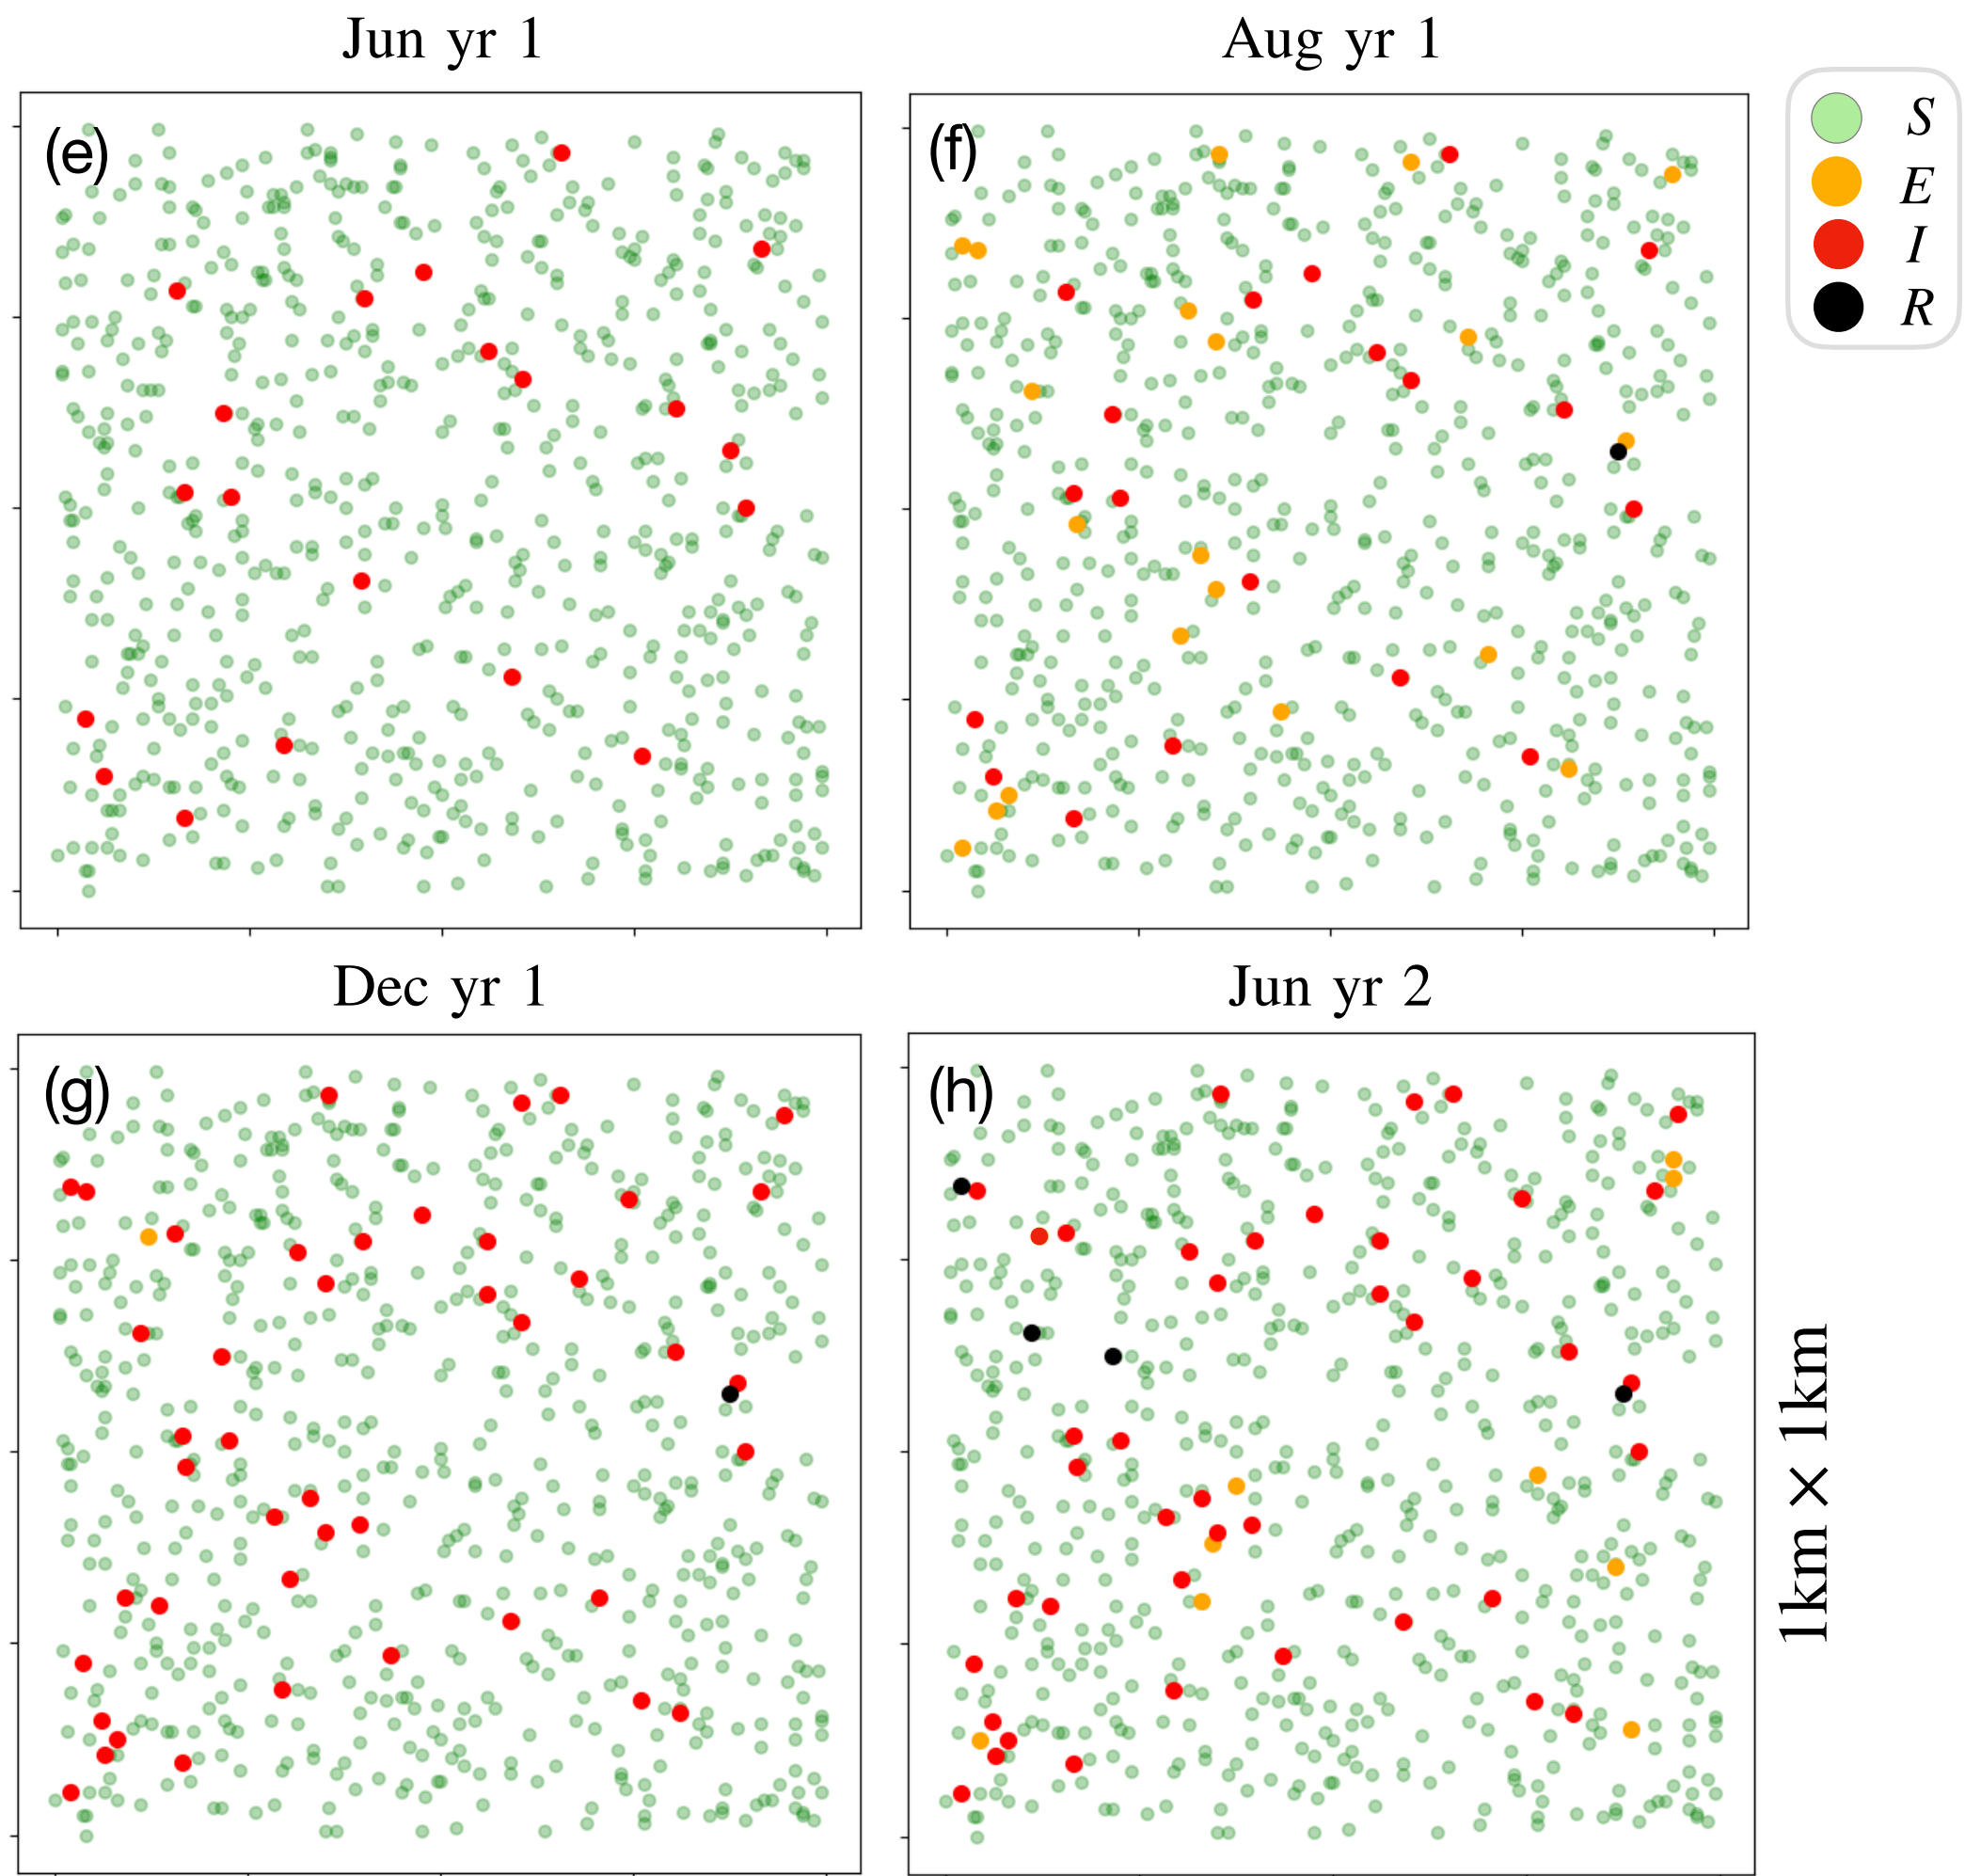 Jun yr 1
Aug yr 1
(e)
(f)
S
E
I
R
Dec yr 1
Jun yr 2
(g)
(h)
1km × 1km